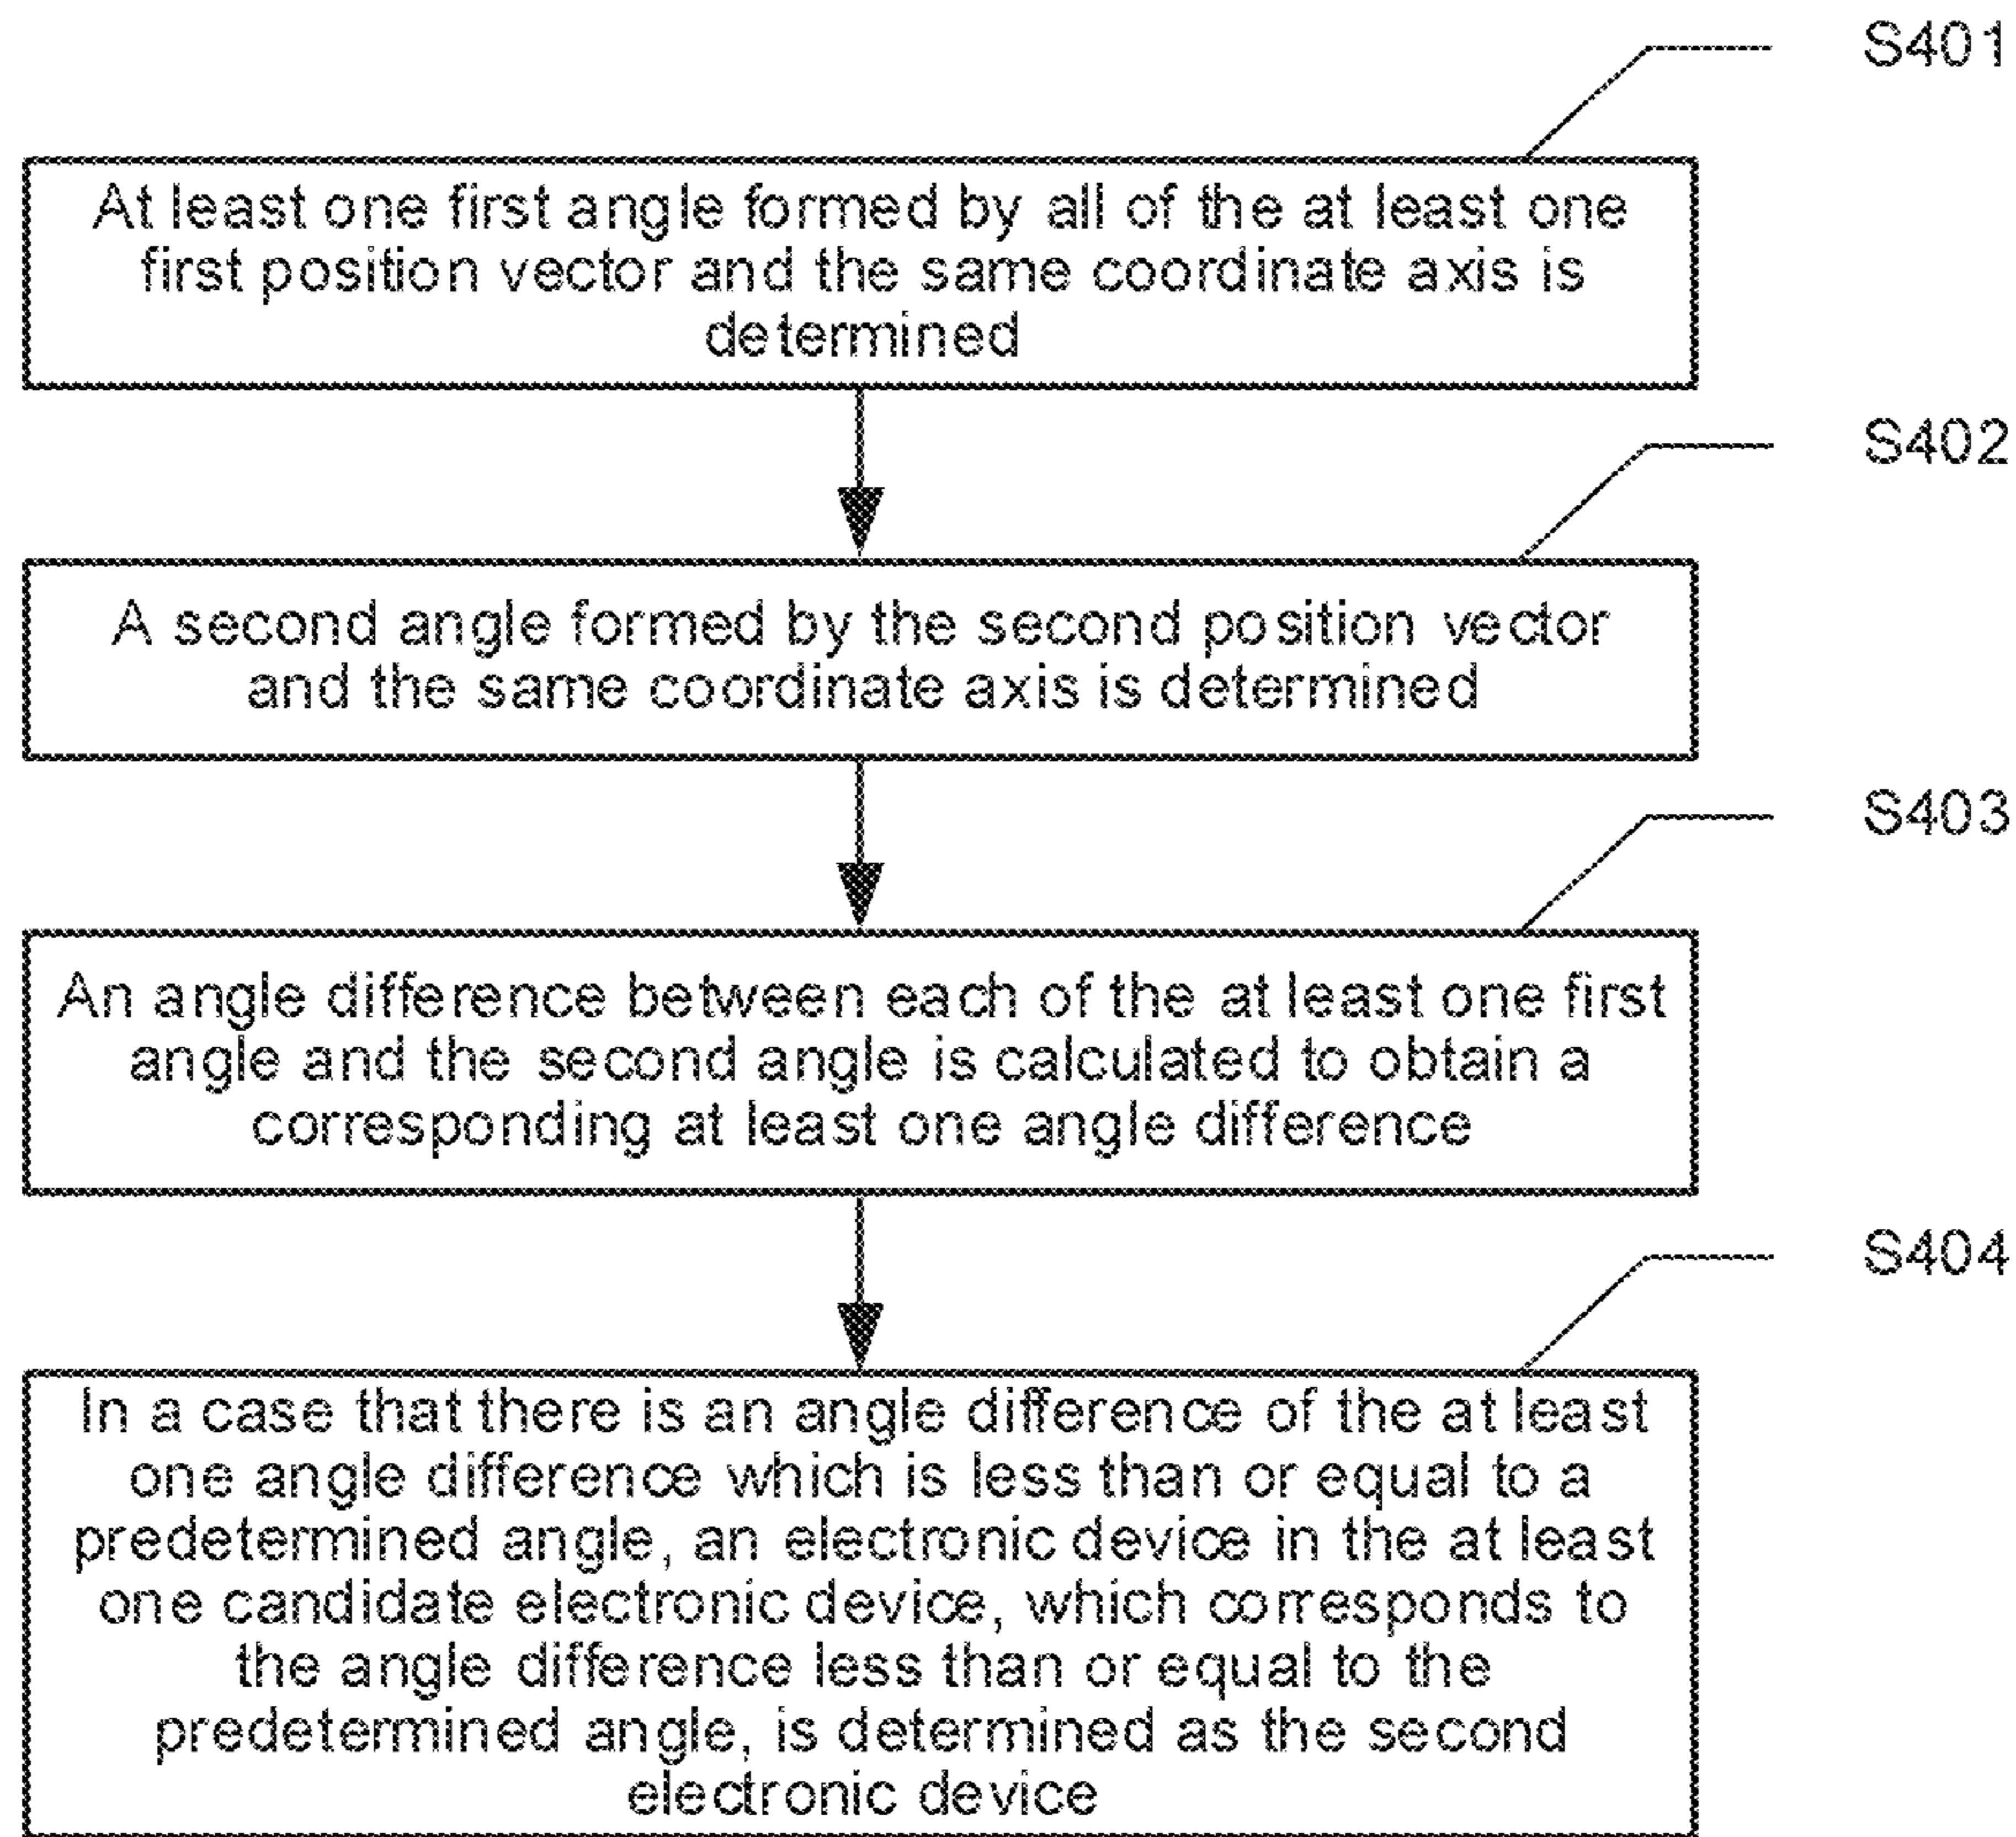 S401
At least one first angle formed by all of the at least one
first position vector and the same coordinate axis is
determined
S402
A second angle formed by the second position vector
and the same coordinate axis is determined
S403
An angle difference between each of the at least one first
angle and the second angle is calculated to obtain a
corresponding at least one angle difference
S404
In a case that there is an angle difference of the at least
one angle difference which is less than or equal to a
predetermined angle, an electronic device in the at least
one candidate electronic device, which corresponds to
the angle difference less than or equal to the
predetermined angle, is determined as the second
electronic device